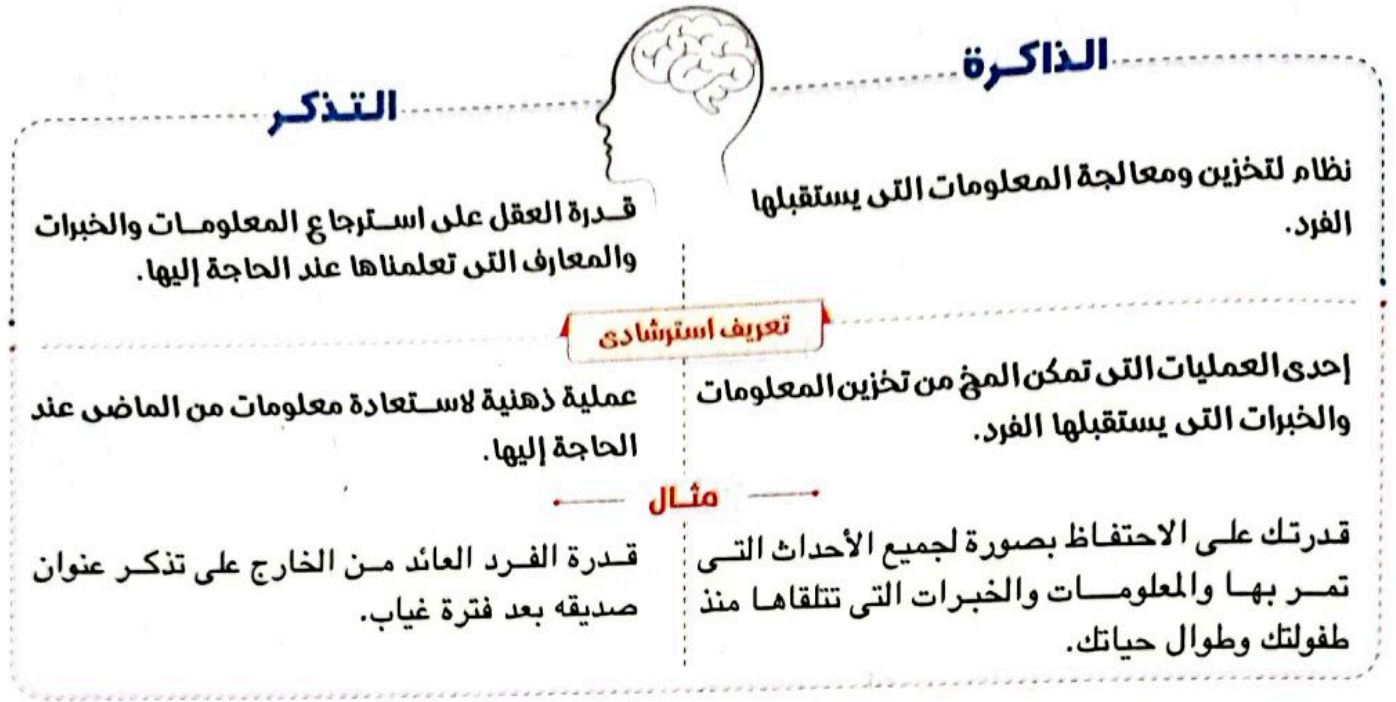 الذاكرة
نظام لتخزين ومعالجة المعلومات التى يستقبلها
الفرد.
التذكر
قدرة العقل على استرجاع المعلومات والخبرات
والمعارف التى تعلمناها عند الحاجة إليها.
تعريف استرشادى
إحدى العمليات التى تمكن المخ من تخزين المعلومات
والخبرات التى يستقبلها الفرد.
عملية ذهنية لاستعادة معلومات من الماضى عند
الحاجة إليها.
مثال
قدرتك على الاحتفاظ بصورة لجميع الأحداث التى
تمر بها والمعلومات والخبرات التى تتلقاها منذ
طفولتك وطوال حياتك.
قدرة الفرد العائد من الخارج على تذكر عنوان
صديقه بعد فترة غياب.